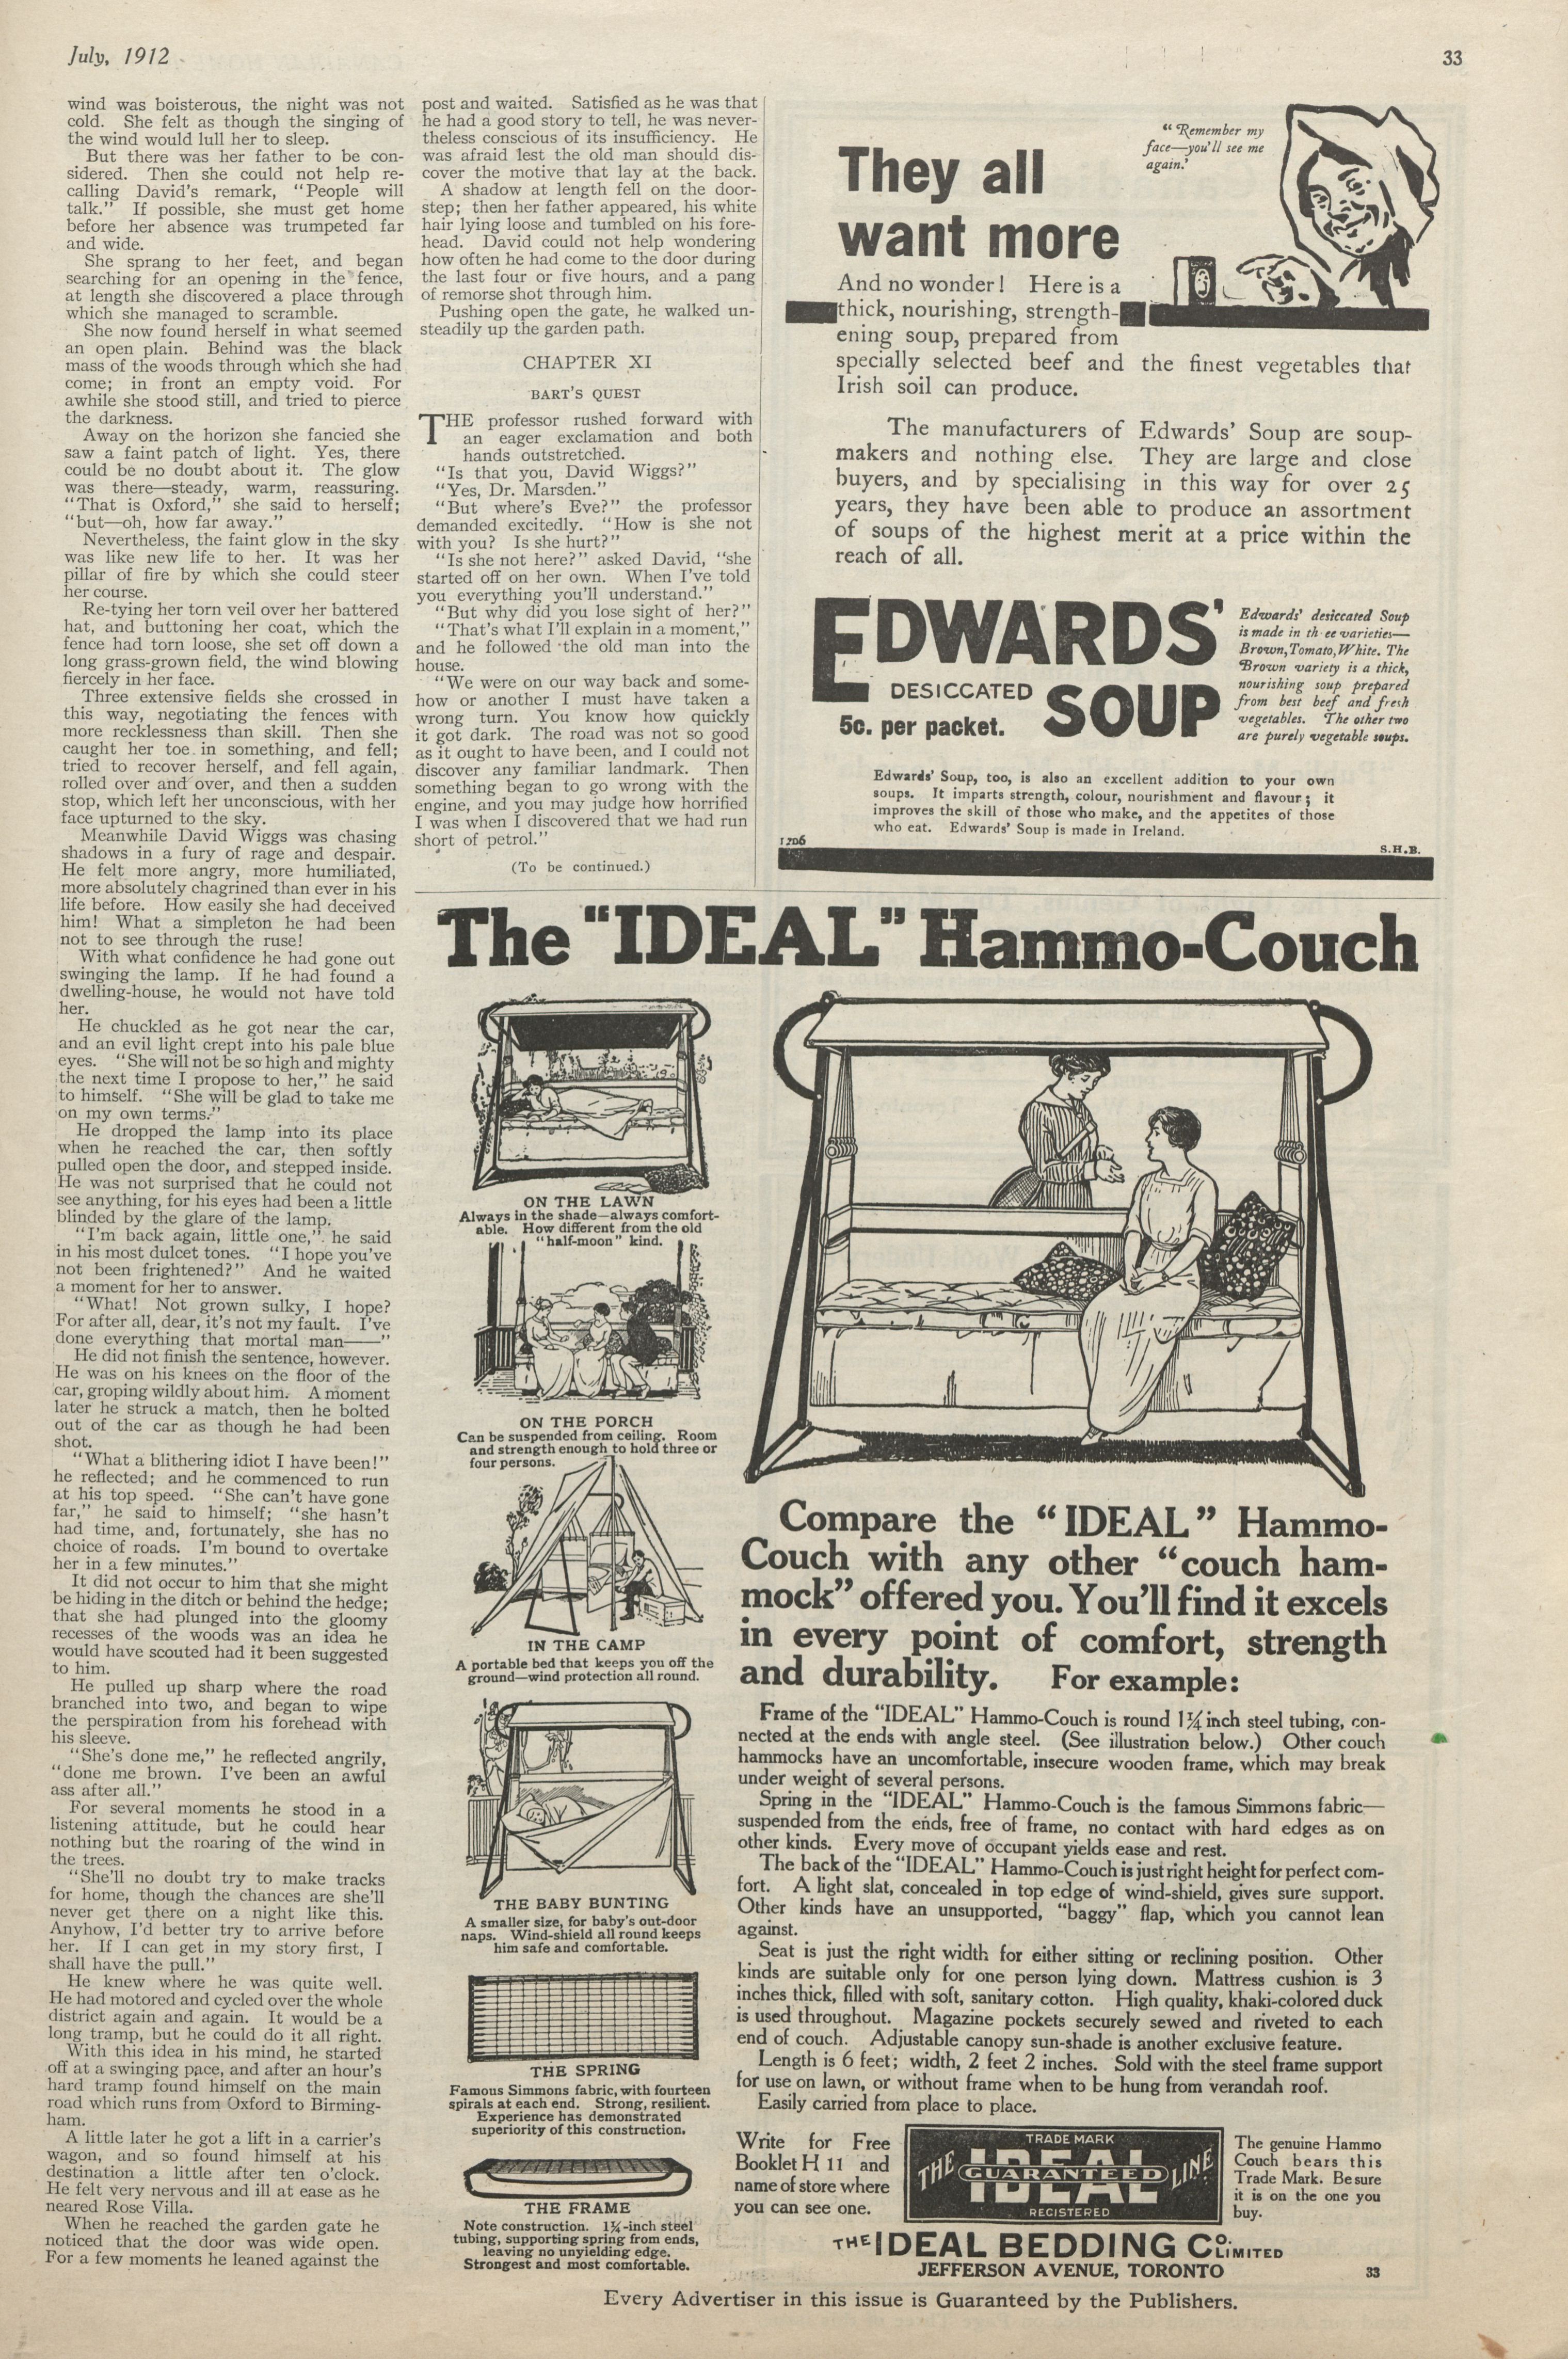 July, 1912
33
wind was boisterous, the night was not
cold. She felt as though the singing of
the wind would lull her to sleep.
But there was her father to be con-
sidered. Then she could not help re-
calling David's remark, "People will
talk." If possible, she must get home
before her absence was trumpeted far
and wide.
She sprang to her feet, and began
searching for an opening in the fence,
at length she discovered a place through
which she managed to scramble.
She now found herself in what seemed
an open plain. Behind was the black
mass of the woods through which she had
come; in front an empty void. For
awhile she stood still, and tried to pierce
the darkness.
Away on the horizon she fancied she
saw a faint patch of light. Yes, there
could be no doubt about it. The glow
was there—steady, warm, reassuring.
"That is Oxford," she said to herself;
"but—oh, how far away."
Nevertheless, the faint glow in the sky
was like new life to her. It was her
pillar of fire by which she could steer
her course.
Re-tying her torn veil over her battered
hat, and buttoning her coat, which the
fence had torn loose, she set off down a
long grass-grown field, the wind blowing
fiercely in her face.
Three extensive fields she crossed in
this way, negotiating the fences with
more recklessness than skill. Then she
caught her toe in something, and fell;
tried to recover herself, and fell again,
rolled over and over, and then a sudden
stop, which left her unconscious, with her
face upturned to the sky.
Meanwhile David Wiggs was chasing
shadows in a fury of rage and despair.
He felt more angry, more humiliated,
more absolutely chagrined than ever in his
life before. How easily she had deceived
him! What a simpleton he had been
not to see through the ruse!
With what confidence he had gone out
swinging the lamp. If he had found a
dwelling-house, he would not have told
her.
He chuckled as he got near the car,
and an evil light crept into his pale blue
eyes. "She will not be so high and mighty
the next time I propose to her," he said
to himself. "She will be glad to take me
on my own terms."
He dropped the lamp into its place
when he reached the car, then softly
pulled open the door, and stepped inside.
He was not surprised that he could not
see anything, for his eyes had been a little
blinded by the glare of the lamp.
"I'm back again, little one," he said
in his most dulcet tones. "I hope you've
not been frightened?" And he waited
a moment for her to answer.
"What! Not grown sulky, I hope?
For after all, dear, it's not my fault. I've
done everything that mortal man——"
He did not finish the sentence, however.
He was on his knees on the floor of the
car, groping wildly about him. A moment
later he struck a match, then he bolted
out of the car as though he had been
shot.
"What a blithering idiot I have been!"
he reflected; and he commenced to run
at his top speed. "She can't have gone
far," he said to himself; "she hasn't
had time, and, fortunately, she has no
choice of roads. I'm bound to overtake
her in a few minutes."
It did not occur to him that she might
be hiding in the ditch or behind the hedge;
that she had plunged into the gloomy
recesses of the woods was an idea he
would have scouted had it been suggested
to him.
He pulled up sharp where the road
branched into two, and began to wipe
the perspiration from his forehead with
his sleeve.
"She's done me," he reflected angrily,
"done me brown. I've been an awful
ass after all."
For several moments he stood in a
listening attitude, but he could hear
nothing but the roaring of the wind in
the trees.
"She'll no doubt try to make tracks
for home, though the chances are she'll
never get there on a night like this.
Anyhow, I'd better try to arrive before
her. If I can get in my story first, I
shall have the pull."
He knew where he was quite well.
He had motored and cycled over the whole
district again and again. It would be a
long tramp, but he could do it all right.
With this idea in his mind, he started
off at a swinging pace, and after an hour's
hard tramp found himself on the main
road which runs from Oxford to Birming-
ham.
A little later he got a lift in a carrier's
wagon, and so found himself at his
destination a little after ten o'clock.
He felt very nervous and ill at ease as he
neared Rose Villa.
When he reached the garden gate he
noticed that the door was wide open.
For a few moments he leaned against the
post and waited. Satisfied as he was that
he had a good story to tell, he was never-
theless conscious of its insufficiency. He
was afraid lest the old man should dis-
cover the motive that lay at the back.
A shadow at length fell on the door-
step; then her father appeared, his white
hair lying loose and tumbled on his fore-
head. David could not help wondering
how often he had come to the door during
the last four or five hours, and a pang
of remorse shot through him.
Pushing open the gate, he walked un-
steadily up the garden path.
CHAPTER XI
BART'S QUEST
THE professor rushed forward with
an eager exclamation and both
hands outstretched.
"Is that you, David Wiggs?"
"Yes, Dr. Marsden."
"But where's Eve?" the professor
demanded excitedly. "How is she not
with you? Is she hurt?"
"Is she not here?" asked David, "she
started off on her own. When I've told
you everything you'll understand."
"But why did you lose sight of her?"
"That's what I'll explain in a moment,"
and he followed the old man into the
house.
"We were on our way back and some-
how or another I must have taken a
wrong turn. You know how quickly
it got dark. The road was not so good
as it ought to have been, and I could not
discover any familiar landmark. Then
something began to go wrong with the
engine, and you may judge how horrified
I was when I discovered that we had run
short of petrol."
(To be continued.)
They all
want more
"Remember my
face—you'll see me
again.'
And no wonder! Here is a
thick, nourishing, strength-
ening soup, prepared from
specially selected beef and the finest vegetables that
Irish soil can produce.
The manufacturers of Edwards' Soup are soup-
makers and nothing else. They are large and close
buyers, and by specialising in this way for over 25
years, they have been able to produce an assortment
of soups of the highest merit at a price within the
reach of all.
EDWARDS'
DESICCATED SOUP
5c. per packet.
Edwards' desiccated Soup
is made in th ee varieties—
Brown, Tomato, White. The
Brown variety is a thick,
nourishing soup prepared
from best beef and fresh
vegetables. The other two
are purely vegetable soups.
Edwards' Soup, too, is also an excellent addition to your own
soups. It imparts strength, colour, nourishment and flavour; it
improves the skill of those who make, and the appetites of those
who eat. Edwards' Soup is made in Ireland.
1206
S.H.B.
The "IDEAL" Hammo-Couch
ON THE LAWN
Always in the shade—always comfort-
able. How different from the old
"half-moon" kind.
ON THE PORCH
Can be suspended from ceiling. Room
and strength enough to hold three or
four persons.
IN THE CAMP
A portable bed that keeps you off the
ground—wind protection all round.
THE BABY BUNTING
A smaller size, for baby's out-door
naps. Wind-shield all round keeps
him safe and comfortable.
THE SPRING
Famous Simmons fabric, with fourteen
spirals at each end. Strong, resilient.
Experience has demonstrated
superiority of this construction.
THE FRAME
Note construction. 1¼-inch steel
tubing, supporting spring from ends,
leaving no unyielding edge.
Strongest and most comfortable.
Compare the "IDEAL" Hammo-
Couch with any other "couch ham-
mock" offered you. You'll find it excels
in every point of comfort, strength
and durability. For example:
Frame of the "IDEAL" Hammo-Couch is round 1¼ inch steel tubing, con-
nected at the ends with angle steel. (See illustration below.) Other couch
hammocks have an uncomfortable, insecure wooden frame, which may break
under weight of several persons.
Spring in the "IDEAL" Hammo-Couch is the famous Simmons fabric—
suspended from the ends, free of frame, no contact with hard edges as on
other kinds. Every move of occupant yields ease and rest.
The back of the "IDEAL" Hammo-Couch is just right height for perfect com-
fort. A light slat, concealed in top edge of wind-shield, gives sure support.
Other kinds have an unsupported, "baggy" flap, which you cannot lean
against.
Seat is just the right width for either sitting or reclining position. Other
kinds are suitable only for one person lying down. Mattress cushion is 3
inches thick, filled with soft, sanitary cotton. High quality, khaki-colored duck
is used throughout. Magazine pockets securely sewed and riveted to each
end of couch. Adjustable canopy sun-shade is another exclusive feature.
Length is 6 feet; width, 2 feet 2 inches. Sold with the steel frame support
for use on lawn, or without frame when to be hung from verandah roof.
Easily carried from place to place.
Write for Free
Booklet H 11 and
name of store where
you can see one.
TRADE MARK
THE IDEAL LINE
GUARANTEED
REGISTERED
The genuine Hammo
Couch bears this
Trade Mark. Be sure
it is on the one you
buy.
THE IDEAL BEDDING CO. LIMITED
JEFFERSON AVENUE, TORONTO
33
Every Advertiser in this issue is Guaranteed by the Publishers.